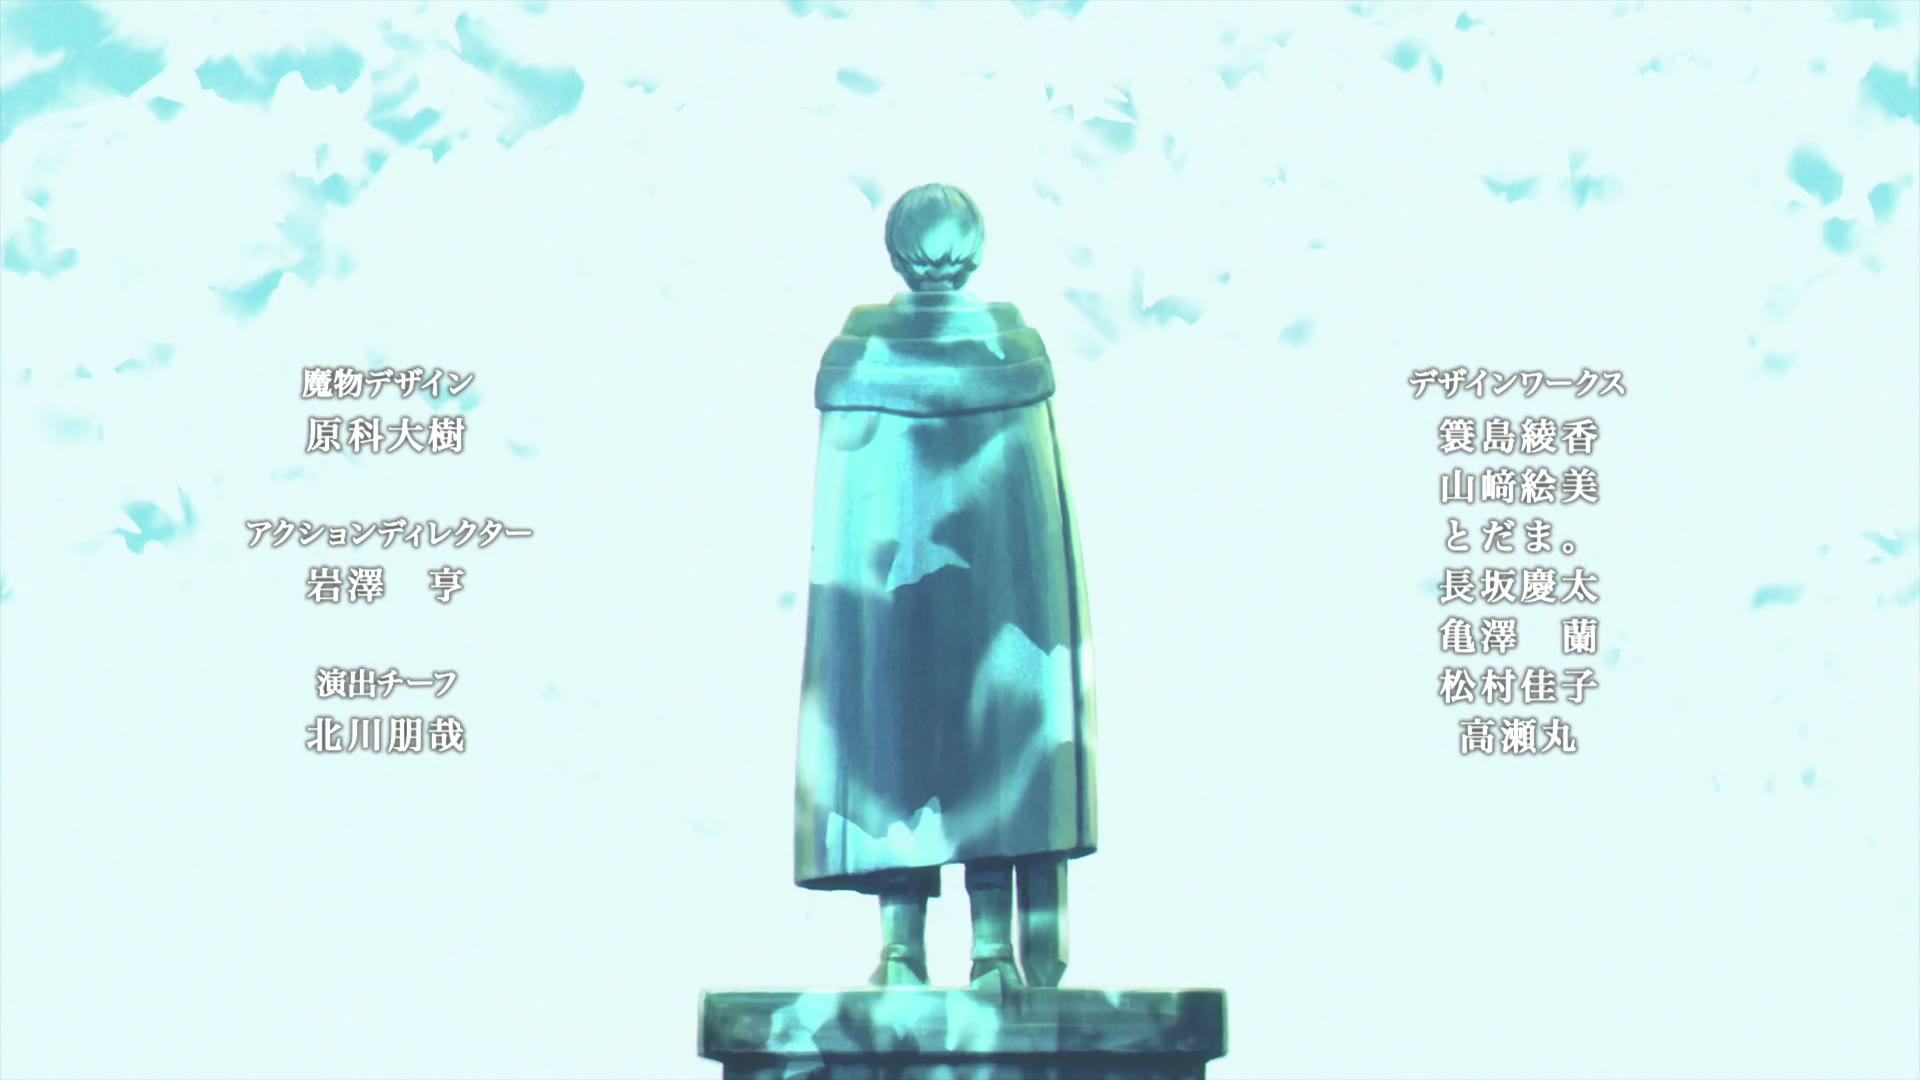 魔物デザイン
原科大樹
アクションディレクター
岩澤　亨
演出チーフ
北川朋哉
デザインワークス
簑島綾香
山﨑絵美
とだま。
長坂慶太
亀澤　蘭
松村佳子
高瀬丸